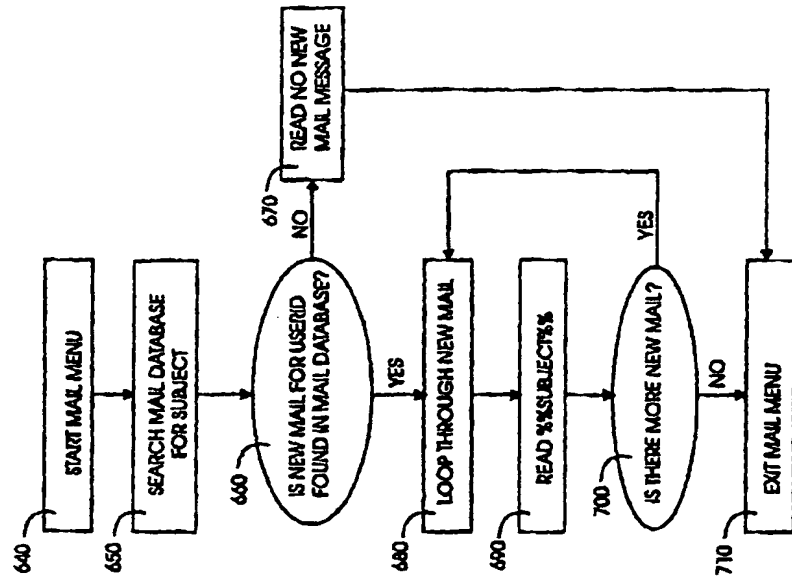 640
START MAIL MENU
650
SEARCH MAIL DATABASE
FOR SUBJECT
660
IS NEW MAIL FOR USERID
FOUND IN MAIL DATABASE?
NO
670
READ NO NEW
MAIL MESSAGE
YES
680
LOOP THROUGH NEW MAIL
690
READ %%SUBJECT%%
700
IS THERE MORE NEW MAIL?
YES
NO
710
EXIT MAIL MENU